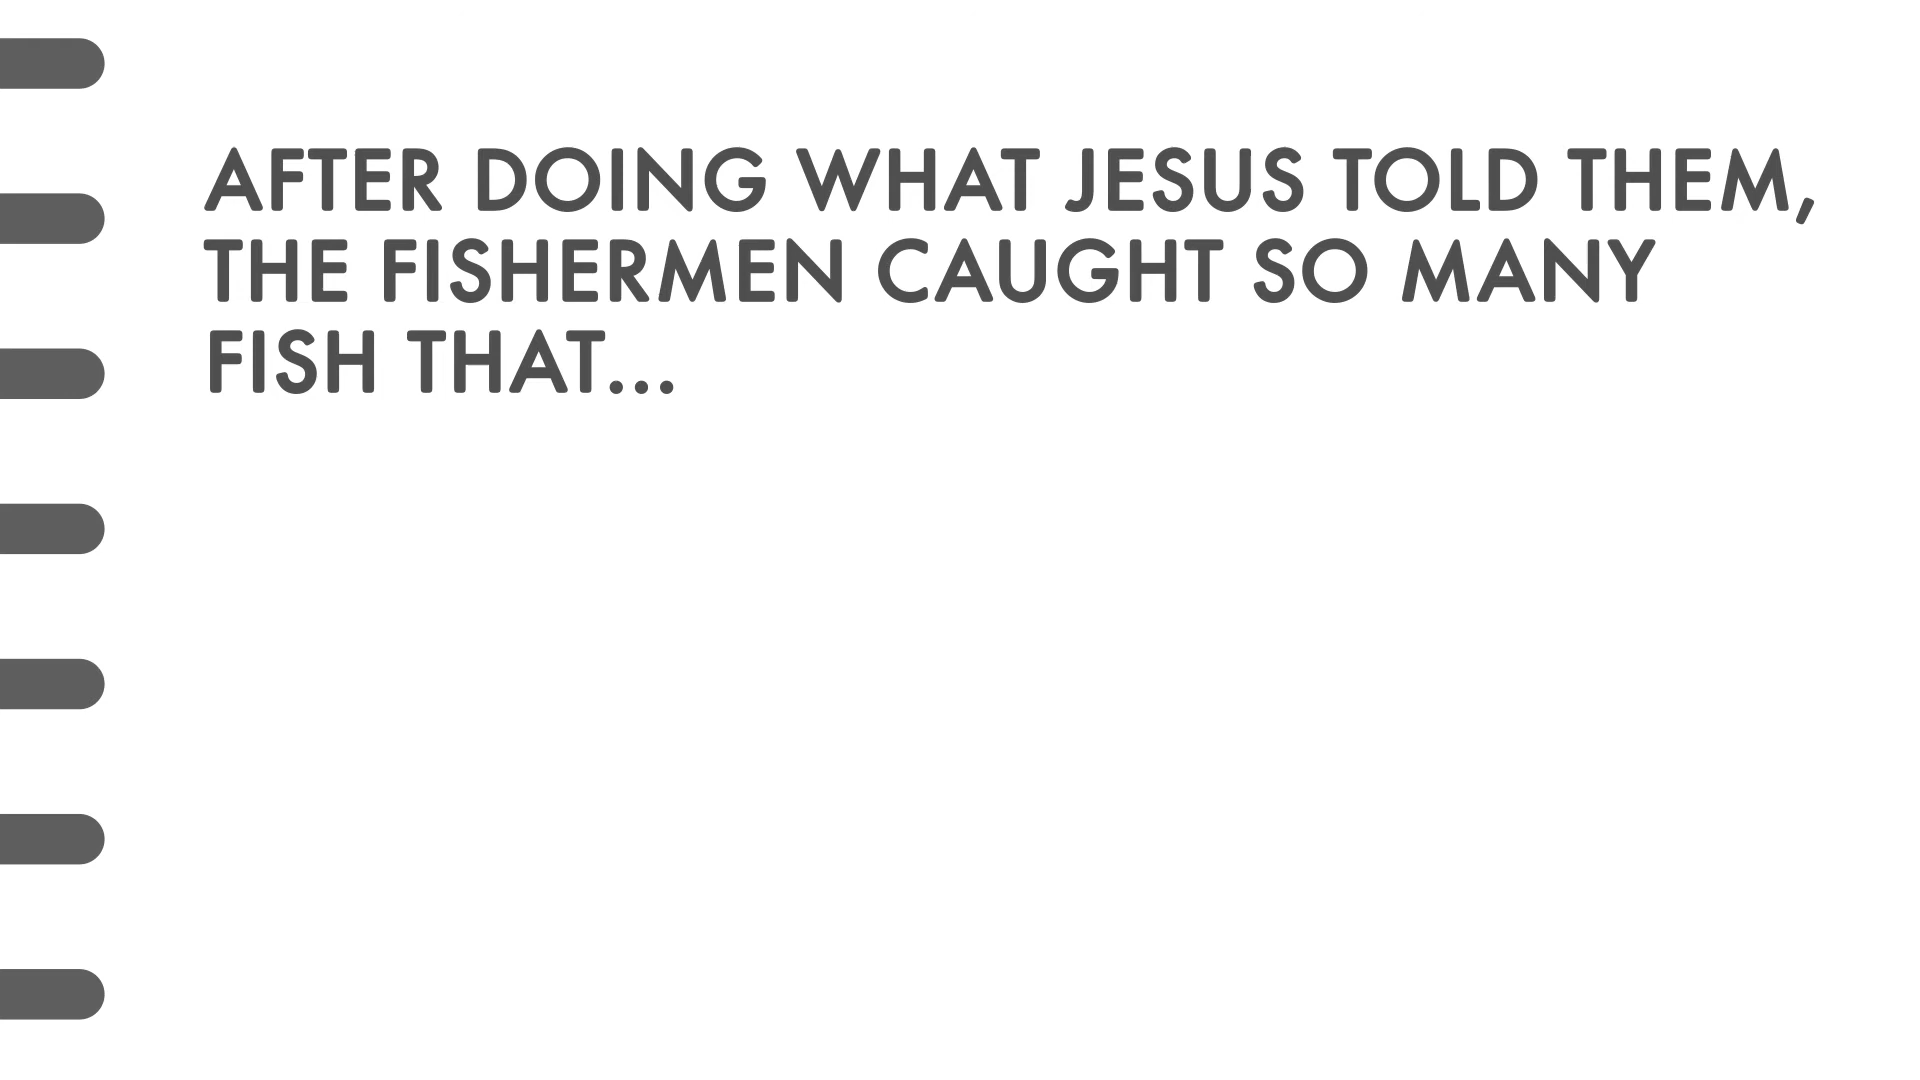 AFTER DOING WHAT JESUS TOLD THEM,
THE FISHERMEN CAUGHT SO MANY
FISH THAT...